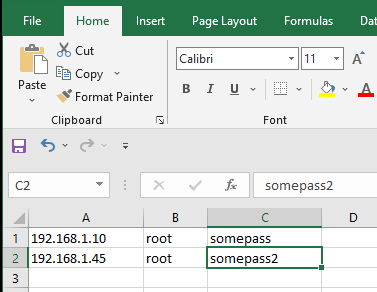 File Home Insert Page Layout Formulas Dat
Cut
Copy
Format Painter
Paste
Calibri 11 A A
B I U A
Clipboard Font
C2 fx somepass2
A B C D
1 192.168.1.10 root somepass
2 192.168.1.45 root somepass2
3